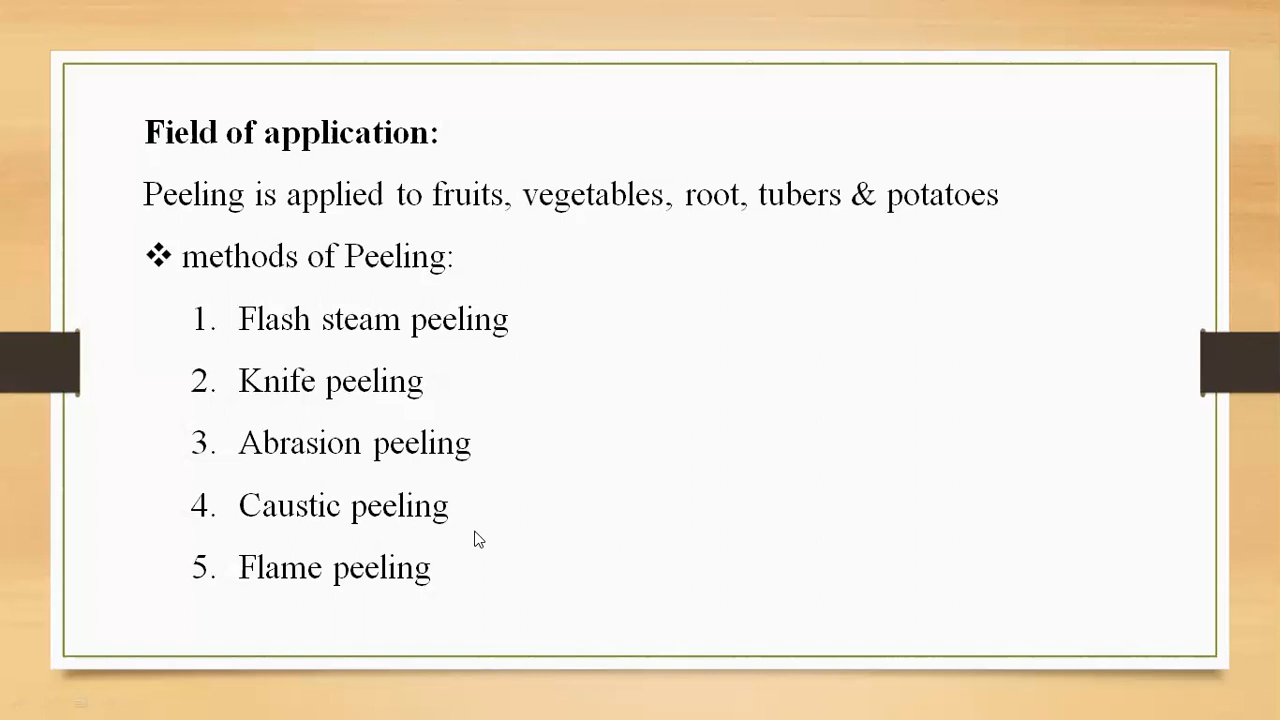 Field of application:
Peeling is applied to fruits, vegetables, root, tubers & potatoes
❖ methods of Peeling:
1. Flash steam peeling
2. Knife peeling
3. Abrasion peeling
4. Caustic peeling
5. Flame peeling